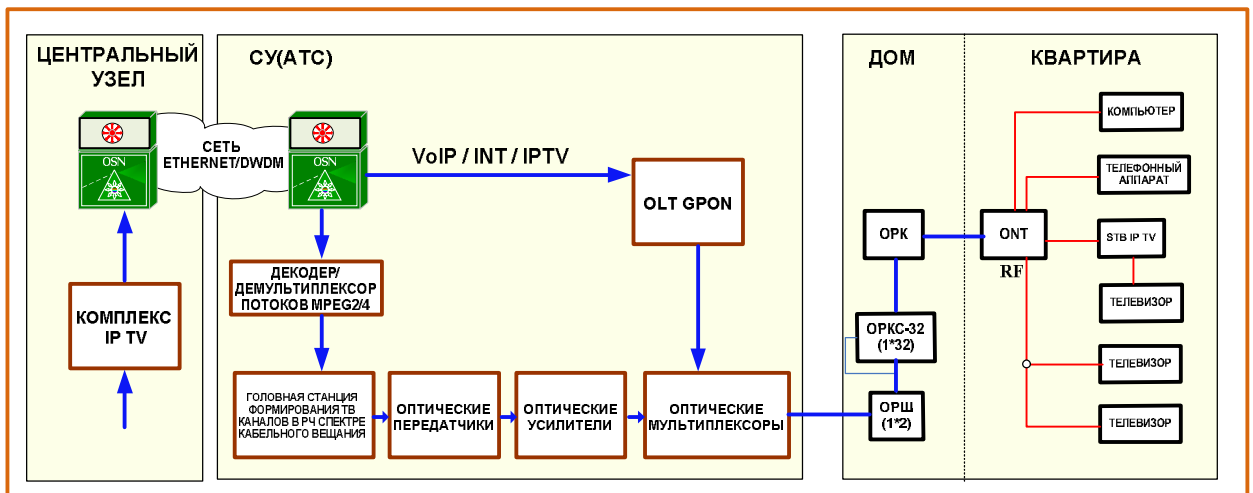 ЦЕНТРАЛЬНЫЙ
УЗЕЛ
OSN
КОМПЛЕКС
IP TV
СЕТЬ
ETHERNET/DWDM
СУ(АТС)
OSN
VoIP / INT / IPTV
OLT GPON
ДЕКОДЕР/
ДЕМУЛЬТИПЛЕКСОР
ПОТОКОВ MPEG2/4
ГОЛОВНАЯ СТАНЦИЯ
ФОРМИРОВАНИЯ ТВ
КАНАЛОВ В РЧ СПЕКТРЕ
КАБЕЛЬНОГО ВЕЩАНИЯ
ОПТИЧЕСКИЕ
ПЕРЕДАТЧИКИ
ОПТИЧЕСКИЕ
УСИЛИТЕЛИ
ОПТИЧЕСКИЕ
МУЛЬТИПЛЕКСОРЫ
ДОМ
ОРК
ОРКС-32
(1*32)
ОРШ
(1*2)
КВАРТИРА
ONT
RF
КОМПЬЮТЕР
ТЕЛЕФОННЫЙ
АППАРАТ
STB IP TV
ТЕЛЕВИЗОР
ТЕЛЕВИЗОР
ТЕЛЕВИЗОР